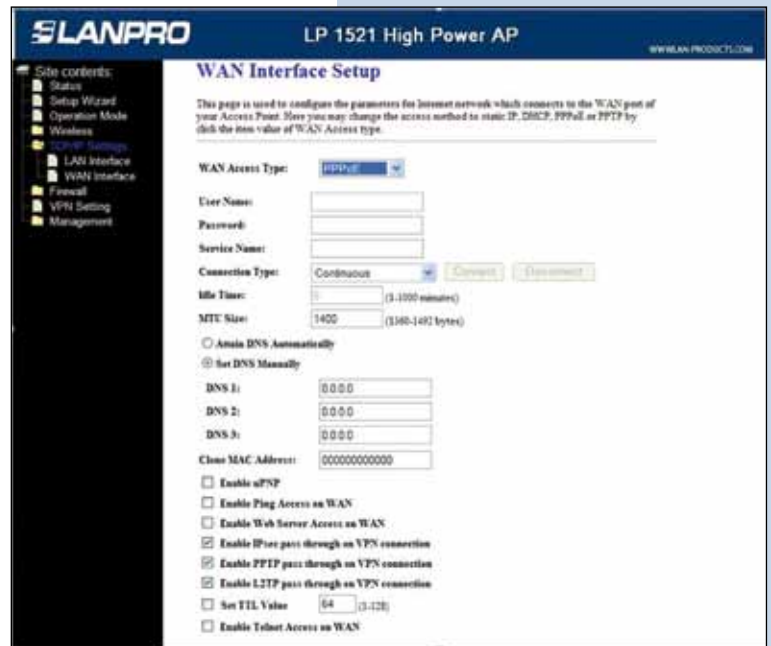 LANPRO
LP 1521 High Power AP
WWW.LAN-PRODUCTS.COM
Site contents:
Status
Setup Wizard
Operation Mode
Wireless
TCP/IP Settings
LAN Interface
WAN Interface
Firewall
VPN Setting
Management
WAN Interface Setup
This page is used to configure the parameters for Internet network which connects to the WAN port of
your Access Point. Here you may change the access method to static IP, DHCP, PPPoE or PPTP by
click the item value of WAN Access type.
WAN Access Type: PPPoE
User Name:
Password:
Service Name:
Connection Type: Continuous Connect Disconnect
Idle Time: (1-1000 minutes)
MTU Size: 1400 (1360-1492 bytes)
Attain DNS Automatically
Set DNS Manually
DNS 1: 0.0.0.0
DNS 2: 0.0.0.0
DNS 3: 0.0.0.0
Clone MAC Address: 000000000000
Enable uPNP
Enable Ping Access on WAN
Enable Web Server Access on WAN
Enable IPsec pass through on VPN connection
Enable PPTP pass through on VPN connection
Enable L2TP pass through on VPN connection
Set TTL Value 64 (1-128)
Enable Telnet Access on WAN